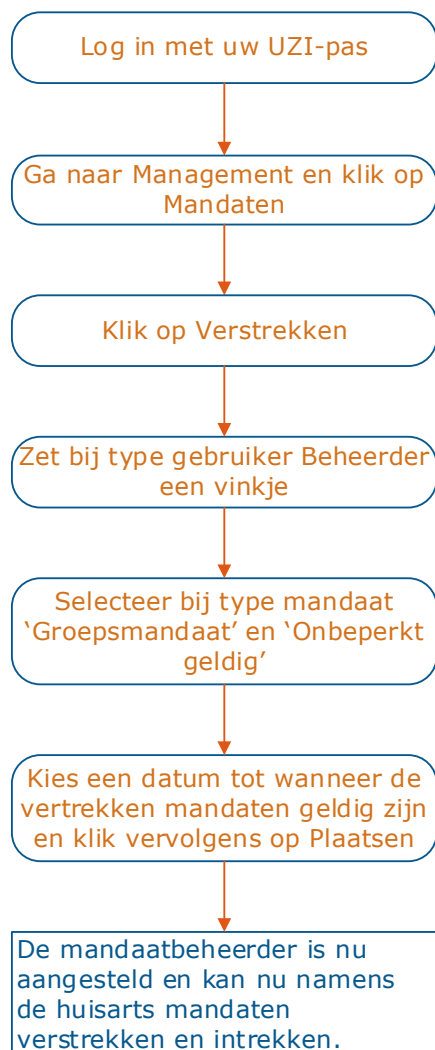 Log in met uw UZI-pas
Ga naar Management en klik op
Mandaten
Klik op Verstrekken
Zet bij type gebruiker Beheerder
een vinkje
Selecteer bij type mandaat
‘Groepsmandaat’ en ‘Onbeperkt
geldig’
Kies een datum tot wanneer de
vertrekken mandaten geldig zijn
en klik vervolgens op Plaatsen
De mandaatbeheerder is nu
aangesteld en kan nu namens
de huisarts mandaten
verstrekken en intrekken.